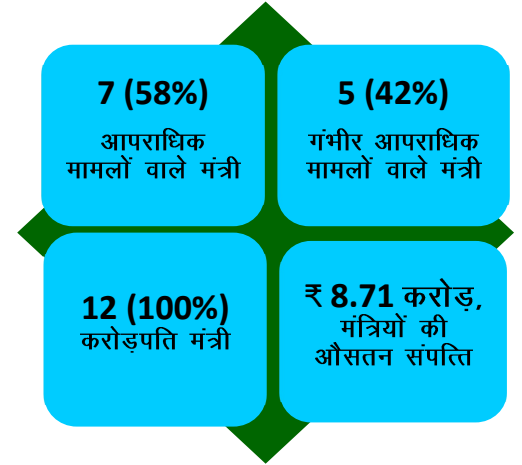 7 (58%)
आपराधिक
मामलों वाले मंत्री
5 (42%)
गंभीर आपराधिक
मामलों वाले मंत्री
12 (100%)
करोड़पति मंत्री
₹ 8.71 करोड़,
मंत्रियों की
औसतन संपत्ति